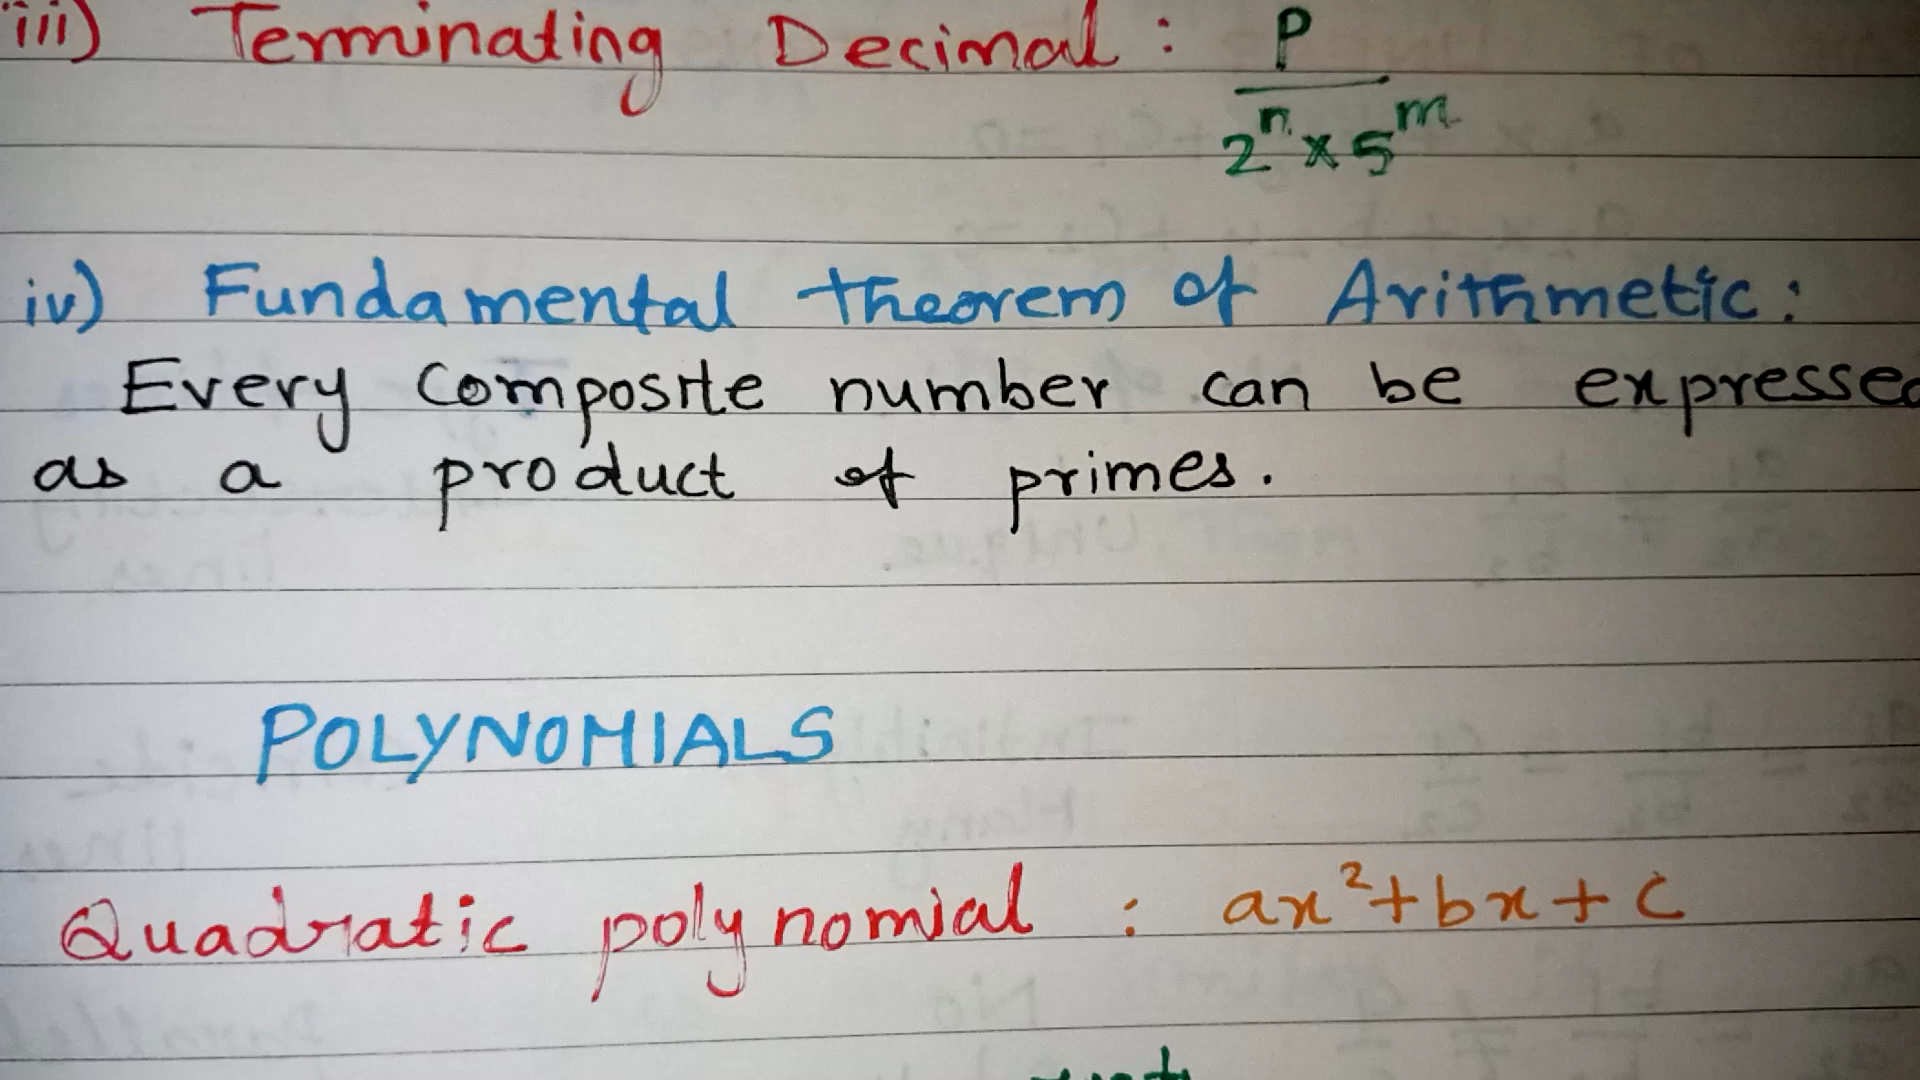 iii) Terminating Decimal : P
2ⁿ × 5ᵐ
iv) Fundamental theorem of Arithmetic :
Every composite number can be expressed
as a product of primes.
POLYNOMIALS
Quadratic polynomial : ax²+bx+c